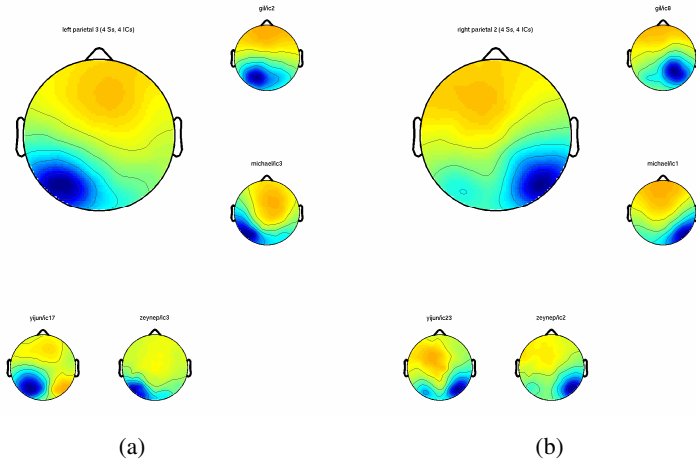 gil/ic2
gil/ic8
left parietal 3 (4 Ss, 4 ICs)
right parietal 2 (4 Ss, 4 ICs)
michael/ic3
michael/ic1
yijun/ic17
zeynep/ic3
yijun/ic23
zeynep/ic2
(a)
(b)